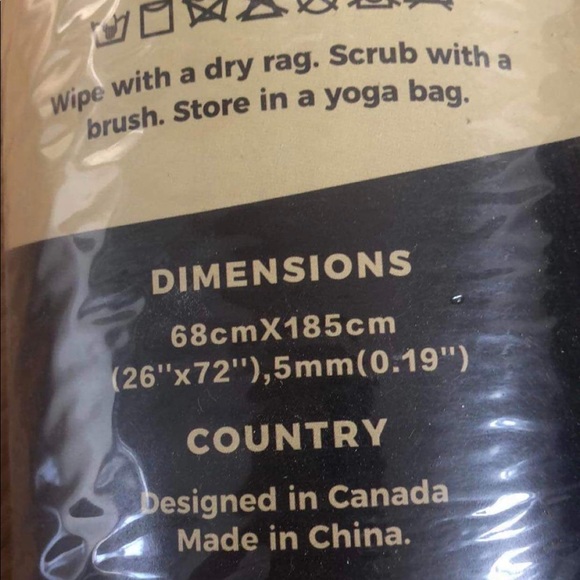 Wipe with a dry rag. Scrub with a
brush. Store in a yoga bag.
DIMENSIONS
68cmX185cm
(26''x72''),5mm(0.19'')
COUNTRY
Designed in Canada
Made in China.